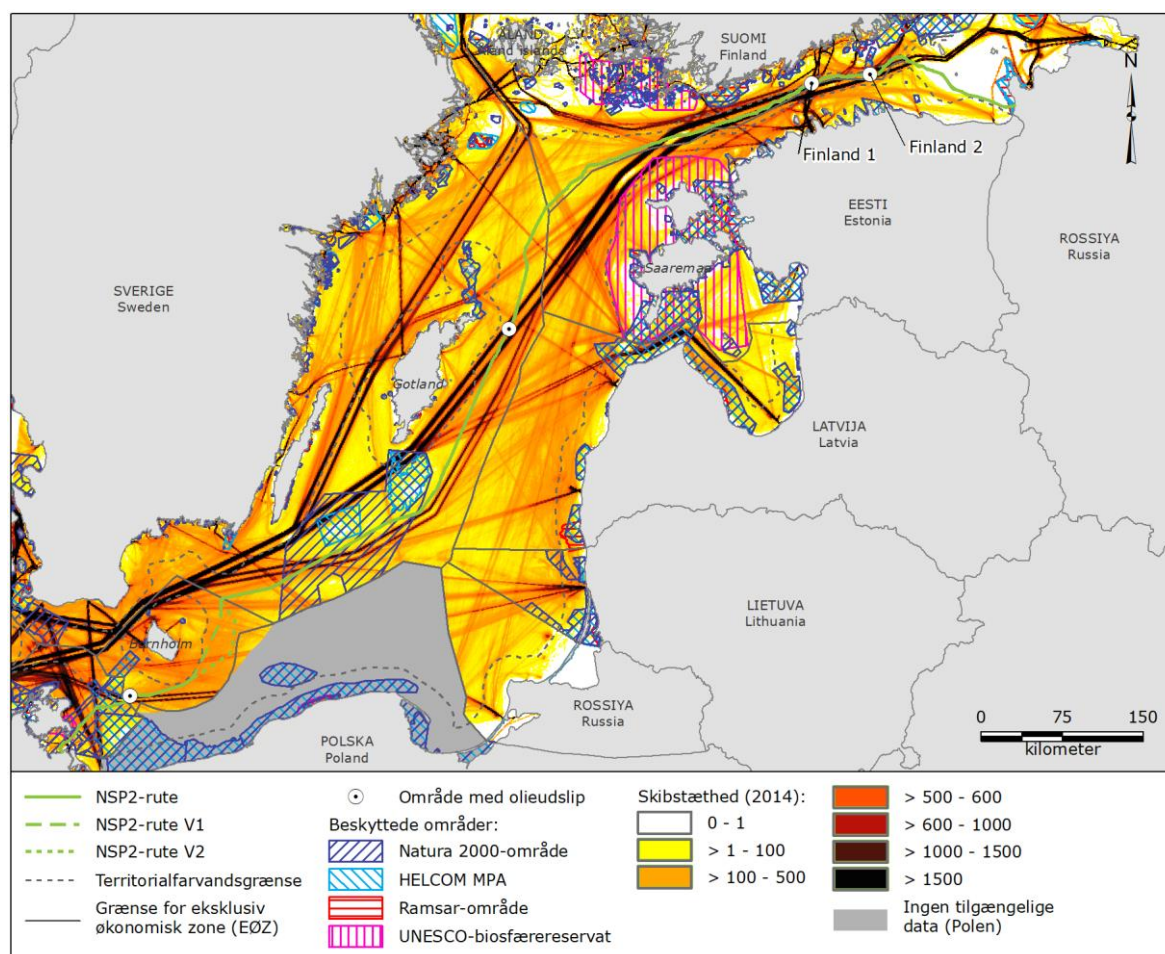 ÅLAND
Åland islands
SUOMI
Finland
N
Finland 1
Finland 2
EESTI
Estonia
ROSSIYA
Russia
SVERIGE
Sweden
Saaremaa
Gotland
LATVIJA
Latvia
LIETUVA
Lithuania
Bornholm
ROSSIYA
Russia
POLSKA
Poland
0 75 150
kilometer
NSP2-rute
NSP2-rute V1
NSP2-rute V2
Territorialfarvandsgrænse
Grænse for eksklusiv
økonomisk zone (EØZ)
Område med olieudslip
Beskyttede områder:
Natura 2000-område
HELCOM MPA
Ramsar-område
UNESCO-biosfærereservat
Skibstæthed (2014):
0 - 1
> 1 - 100
> 100 - 500
> 500 - 600
> 600 - 1000
> 1000 - 1500
> 1500
Ingen tilgængelige
data (Polen)